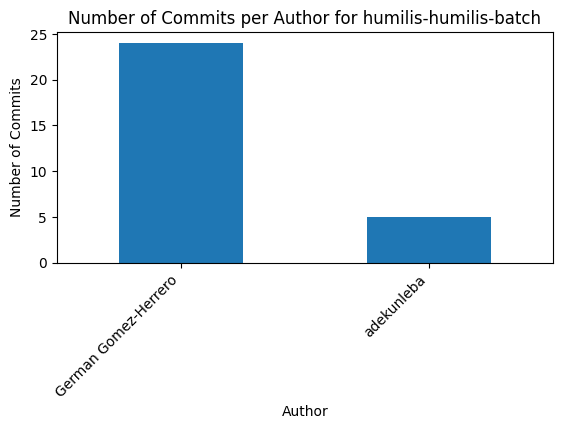 Number of Commits per Author for humilis-humilis-batch
25
20
15
10
5
0
Number of Commits
German Gomez-Herrero
adekunleba
Author